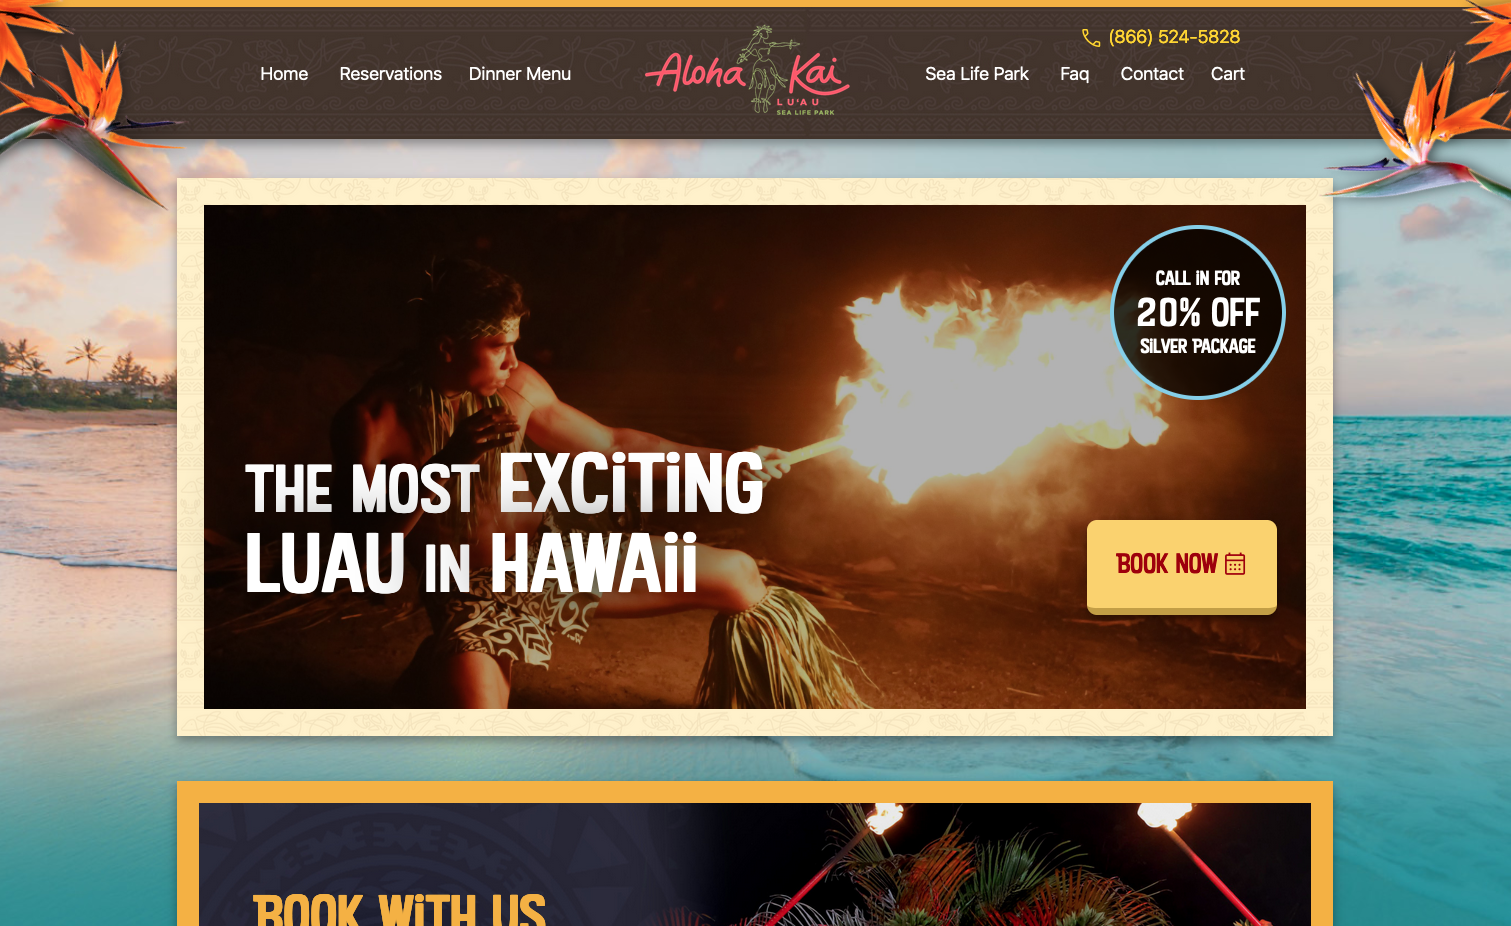 (866) 524-5828
Home
Reservations
Dinner Menu
Aloha Kai
LU'AU
SEA LIFE PARK
Sea Life Park
Faq
Contact
Cart
CALL iN FOR
20% OFF
SiLVER PACKAGE
THE MOST EXCiTiNG
LUAU IN HAWAii
BOOK NOW
BOOK WiTH US